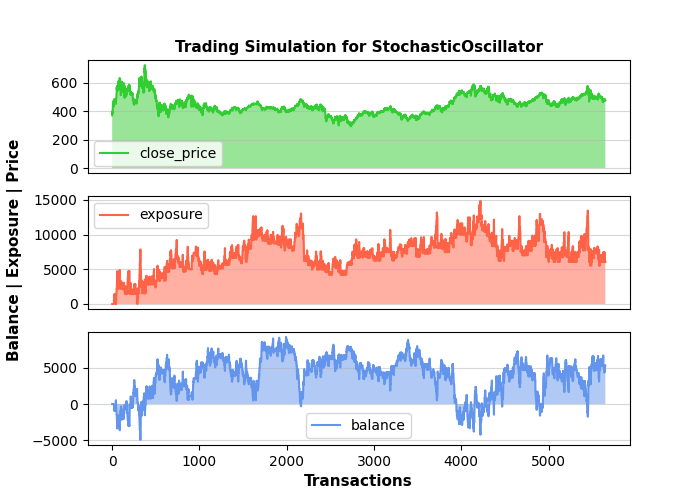 Trading Simulation for StochasticOscillator
Balance | Exposure | Price
600
400
200
0
close_price
15000
10000
5000
0
exposure
5000
0
−5000
balance
0
1000
2000
3000
4000
5000
Transactions